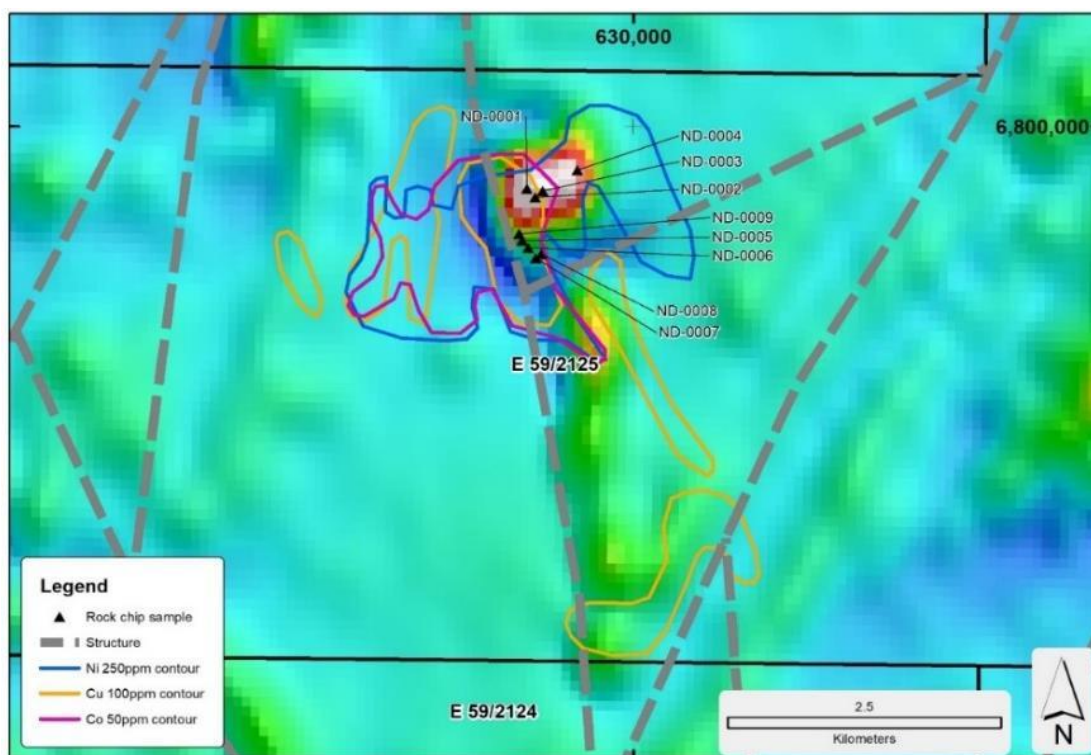 630,000
6,800,000
ND-0001
ND-0004
ND-0003
ND-0002
ND-0009
ND-0005
ND-0006
ND-0008
ND-0007
E 59/2125
Legend
Rock chip sample
Structure
Ni 250ppm contour
Cu 100ppm contour
Co 50ppm contour
E 59/2124
2.5
Kilometers
N